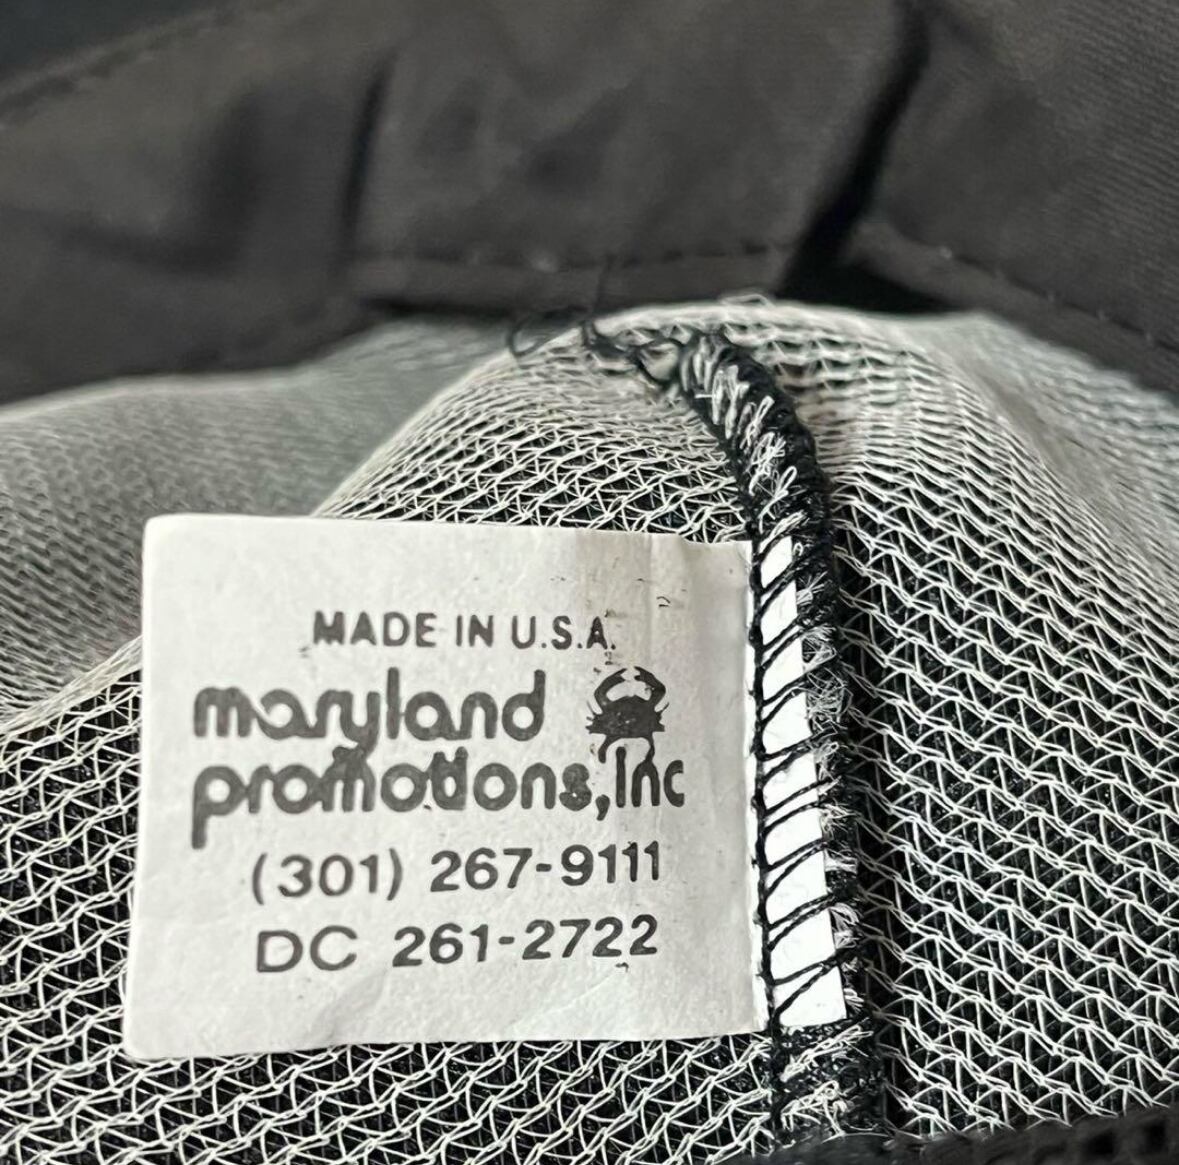 MADE IN U.S.A.
maryland
promotions, Inc
(301) 267-9111
DC 261-2722